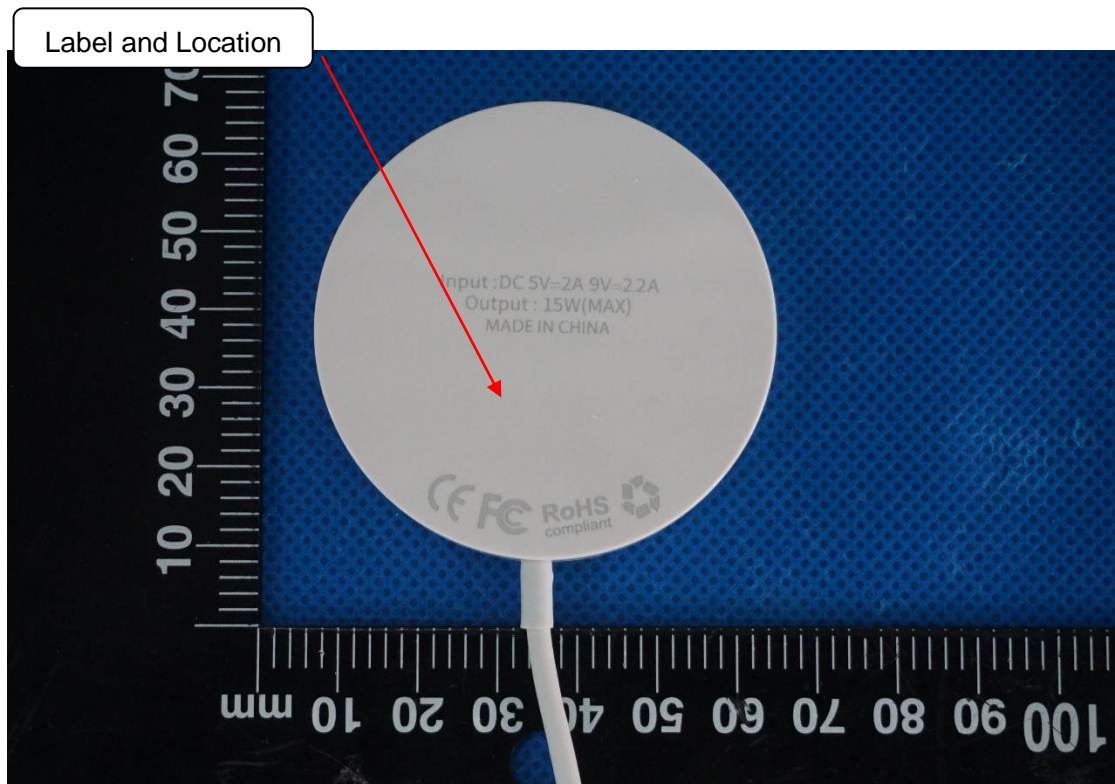 Label and Location
70
60
50
40
30
20
10
Input :DC 5V=2A 9V=2.2A
Output : 15W(MAX)
MADE IN CHINA
CE FC RoHS
compliant
mm 10 20 30 40 50 60 70 80 90 100